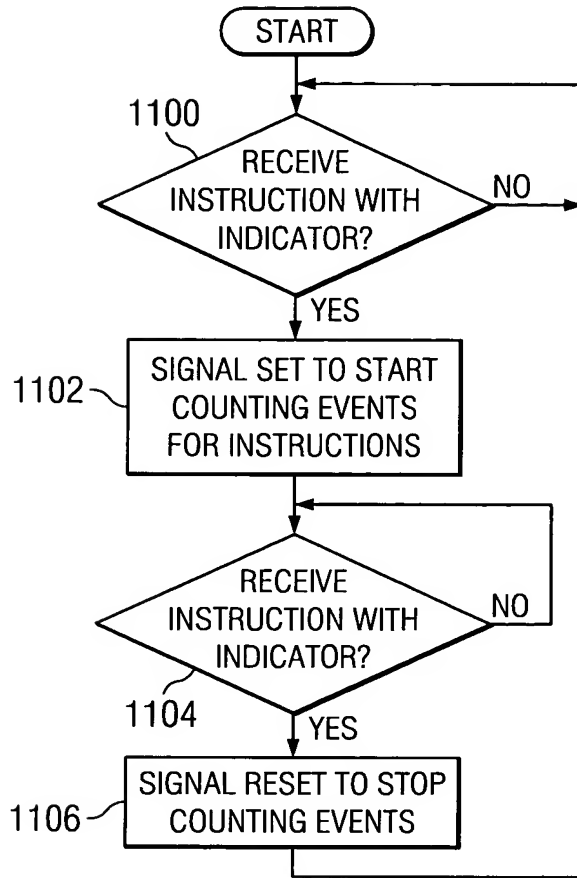 START
1100
RECEIVE
INSTRUCTION WITH
INDICATOR?
NO
YES
1102
SIGNAL SET TO START
COUNTING EVENTS
FOR INSTRUCTIONS
RECEIVE
INSTRUCTION WITH
INDICATOR?
NO
1104
YES
1106
SIGNAL RESET TO STOP
COUNTING EVENTS